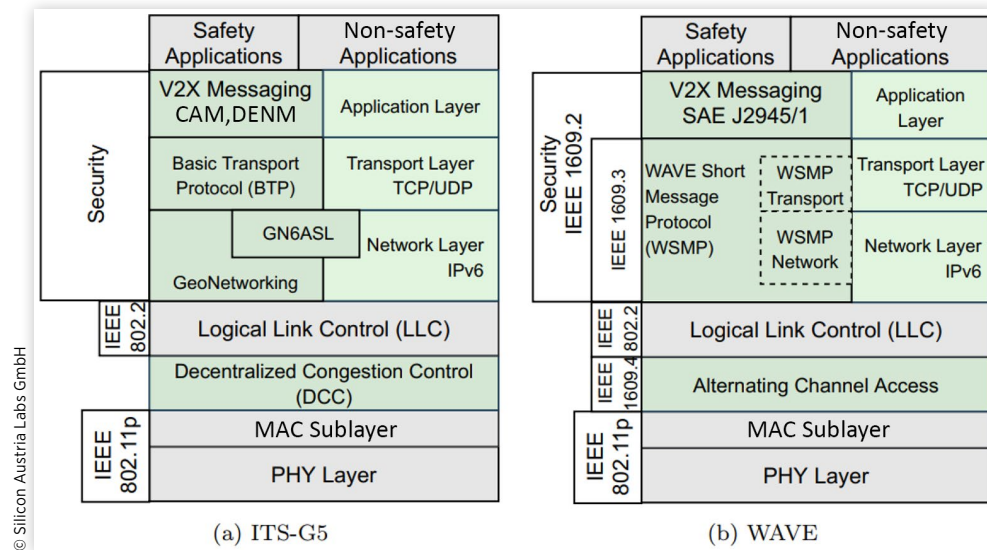 Safety
Applications
Non-safety
Applications
Security
V2X Messaging
CAM,DENM
Application Layer
Basic Transport
Protocol (BTP)
Transport Layer
TCP/UDP
GN6ASL
GeoNetworking
Network Layer
IPv6
IEEE
802.2
Logical Link Control (LLC)
Decentralized Congestion Control
(DCC)
IEEE
802.11p
MAC Sublayer
PHY Layer
(a) ITS-G5
Safety
Applications
Non-safety
Applications
Security
IEEE 1609.2
V2X Messaging
SAE J2945/1
Application
Layer
IEEE 1609.3
WAVE Short
Message
Protocol
(WSMP)
WSMP
Transport
WSMP
Network
Transport Layer
TCP/UDP
Network Layer
IPv6
IEEE
802.2
Logical Link Control (LLC)
IEEE
1609.4
Alternating Channel Access
IEEE
802.11p
MAC Sublayer
PHY Layer
(b) WAVE
© Silicon Austria Labs GmbH